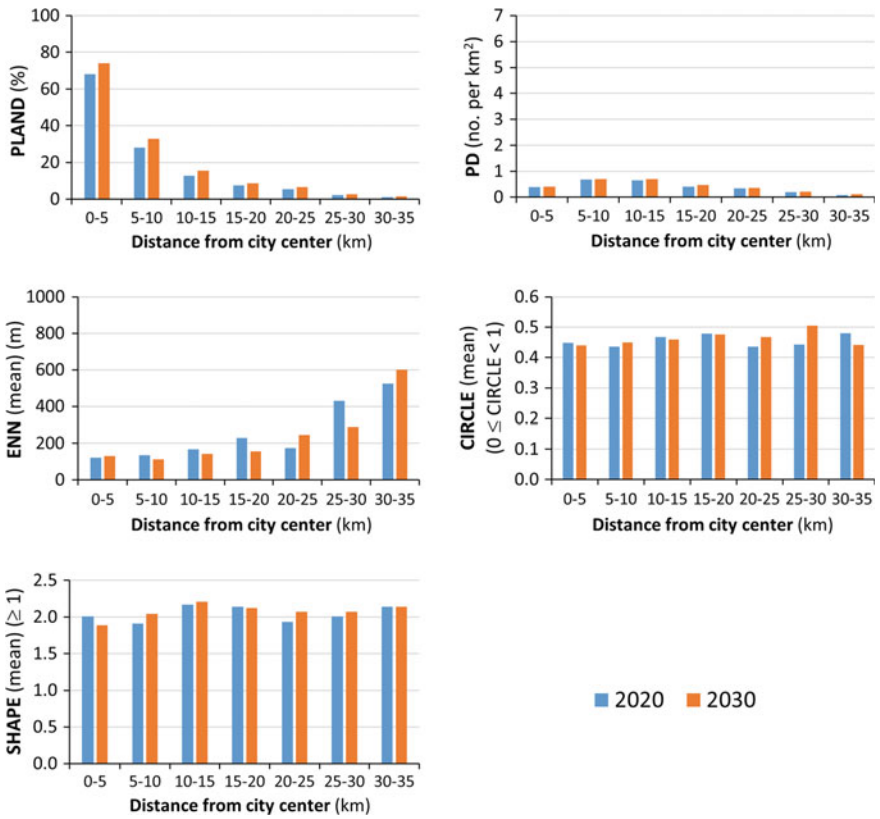 100
80
60
40
20
0
PLAND (%)
0-5 5-10 10-15 15-20 20-25 25-30 30-35
Distance from city center (km)
7
6
5
4
3
2
1
0
PD (no. per km²)
0-5 5-10 10-15 15-20 20-25 25-30 30-35
Distance from city center (km)
1000
800
600
400
200
0
ENN (mean) (m)
0-5 5-10 10-15 15-20 20-25 25-30 30-35
Distance from city center (km)
0.6
0.5
0.4
0.3
0.2
0.1
0.0
CIRCLE (mean)
(0 ≤ CIRCLE < 1)
0-5 5-10 10-15 15-20 20-25 25-30 30-35
Distance from city center (km)
2.5
2.0
1.5
1.0
0.5
0.0
SHAPE (mean) (≥ 1)
0-5 5-10 10-15 15-20 20-25 25-30 30-35
Distance from city center (km)
2020 2030